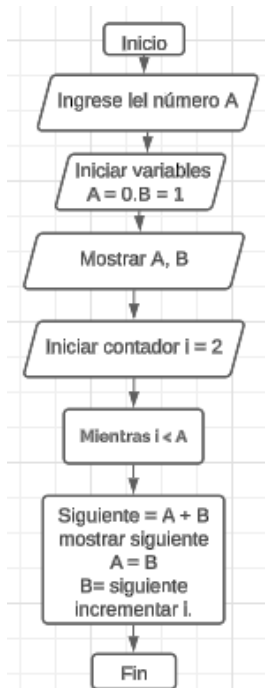 Inicio
Ingrese lel número A
Iniciar variables
A = 0.B = 1
Mostrar A, B
Iniciar contador i = 2
Mientras i < A
Siguiente = A + B
mostrar siguiente
A = B
B= siguiente
incrementar i.
Fin